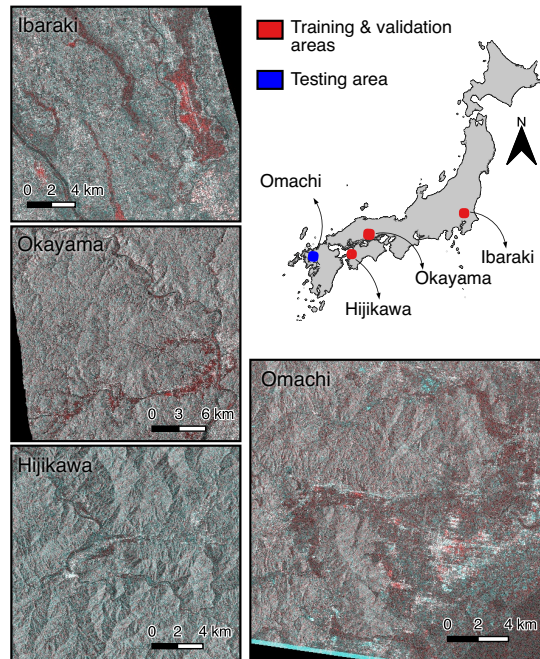 Ibaraki
0 2 4 km
Okayama
0 3 6 km
Hijikawa
0 2 4 km
Training & validation
areas
Testing area
N
Omachi
Ibaraki
Okayama
Hijikawa
Omachi
0 2 4 km